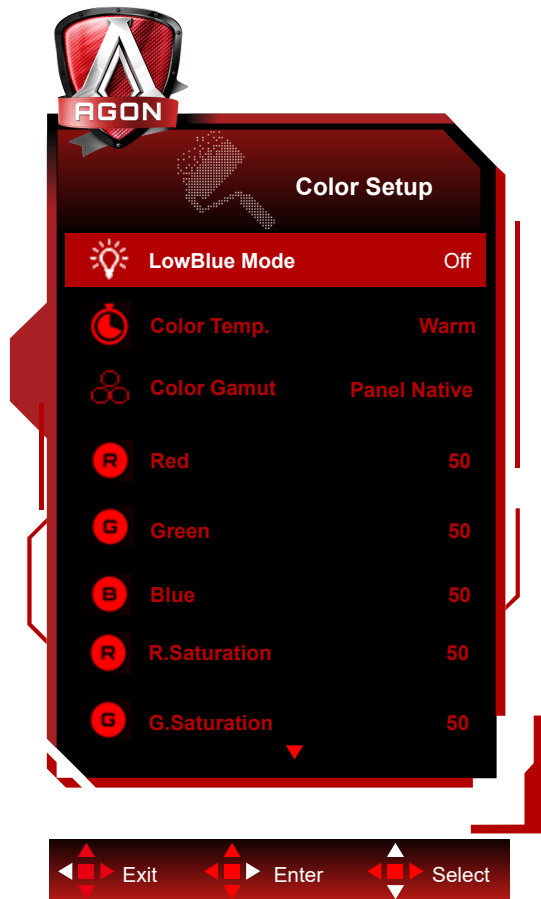 AGON
Color Setup
LowBlue Mode Off
Color Temp. Warm
Color Gamut Panel Native
R Red 50
G Green 50
B Blue 50
R R.Saturation 50
G G.Saturation 50
Exit Enter Select